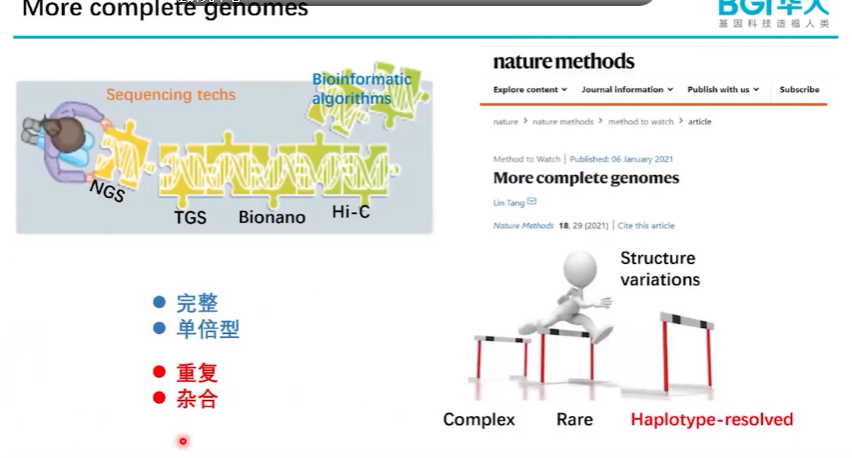 More complete genomes
BGI华大
基因科技造福人类
Sequencing techs
Bioinformatic
algorithms
NGS
TGS
Bionano
Hi-C
nature methods
Explore content
Journal information
Publish with us
Subscribe
nature > nature methods > method to watch > article
Method to Watch | Published: 06 January 2021
More complete genomes
Lin Tang
Nature Methods 18, 29 (2021) | Cite this article
● 完整
● 单倍型
● 重复
● 杂合
Structure
variations
Complex
Rare
Haplotype-resolved